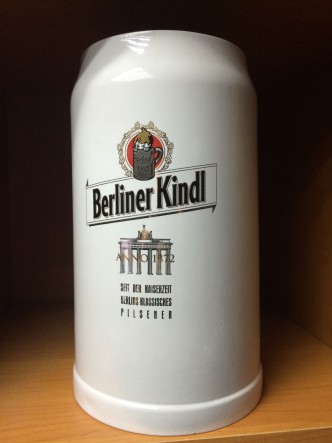 Berliner Kindl
ANNO 1872
SEIT DER KAISERZEIT
BERLINS KLASSISCHES
PILSENER